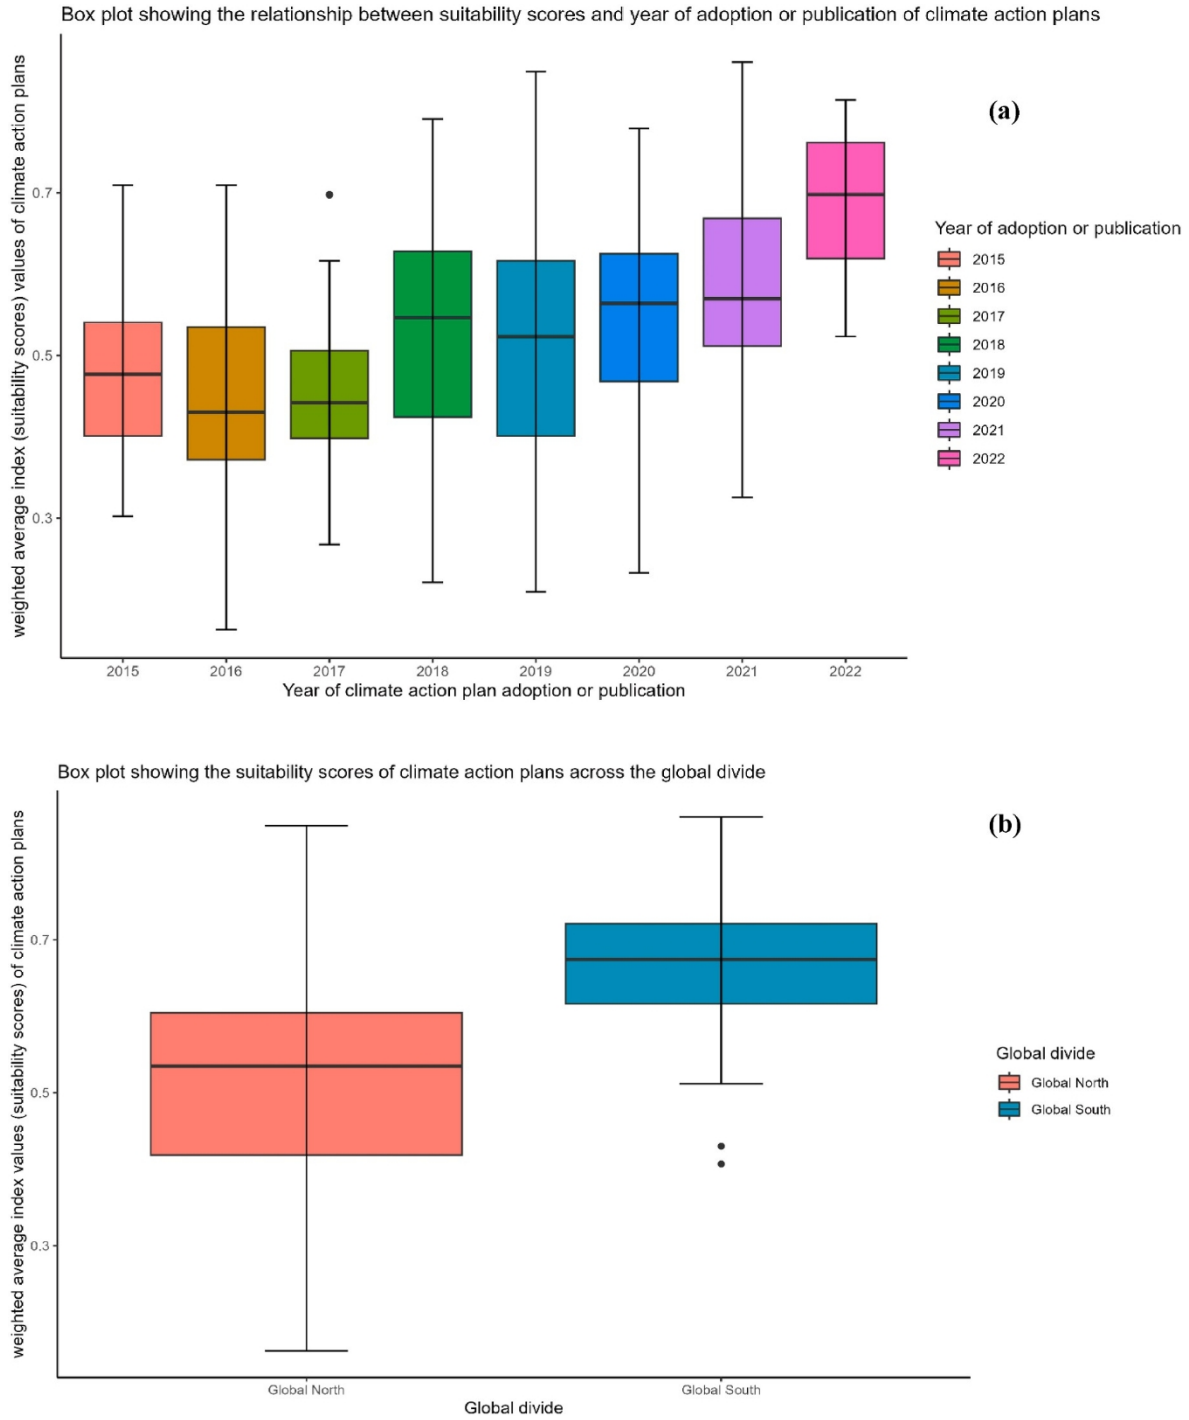 Box plot showing the relationship between suitability scores and year of adoption or publication of climate action plans
(a)
weighted average index (suitability scores) values of climate action plans
0.7
0.5
0.3
2015 2016 2017 2018 2019 2020 2021 2022
Year of climate action plan adoption or publication
Year of adoption or publication
2015
2016
2017
2018
2019
2020
2021
2022
Box plot showing the suitability scores of climate action plans across the global divide
(b)
weighted average index values (suitability scores) of climate action plans
0.7
0.5
0.3
Global North Global South
Global divide
Global divide
Global North
Global South